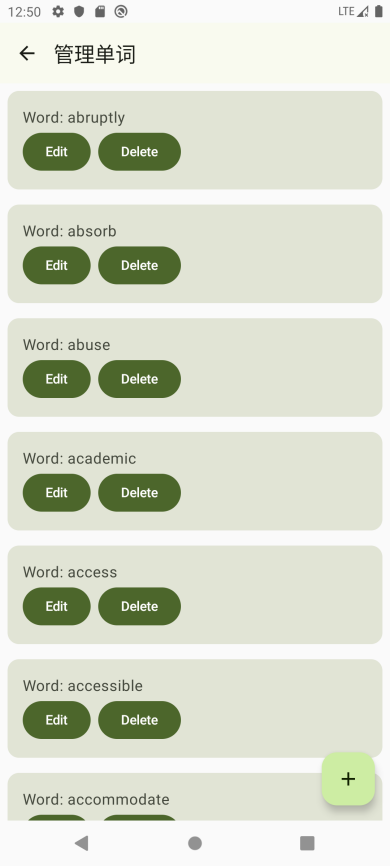 12:50 LTE
管理单词
Word: abruptly
Edit Delete
Word: absorb
Edit Delete
Word: abuse
Edit Delete
Word: academic
Edit Delete
Word: access
Edit Delete
Word: accessible
Edit Delete
+
Word: accommodate